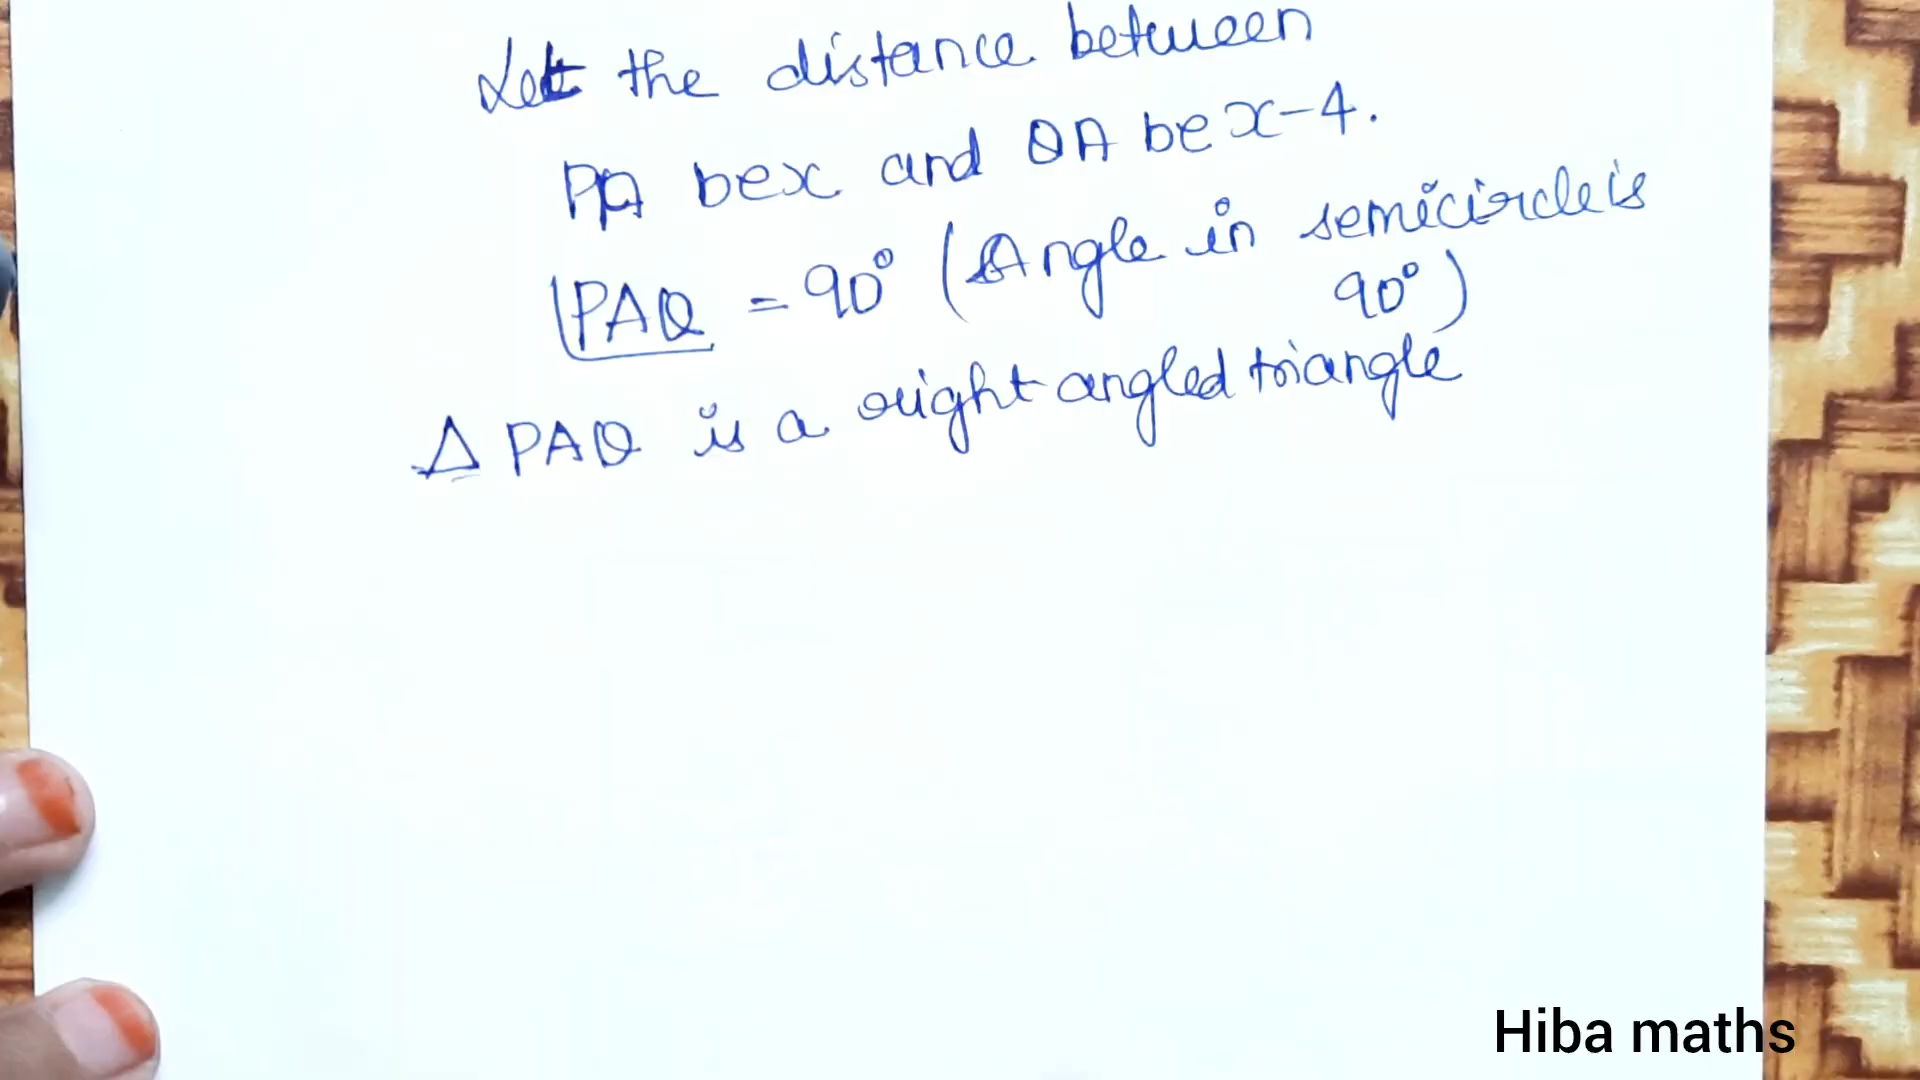 Let the distance between
PA be x and QA be x-4.
∠PAQ = 90° (Angle in semicircle is
90°)
Δ PAQ is a right angled triangle
Hiba maths